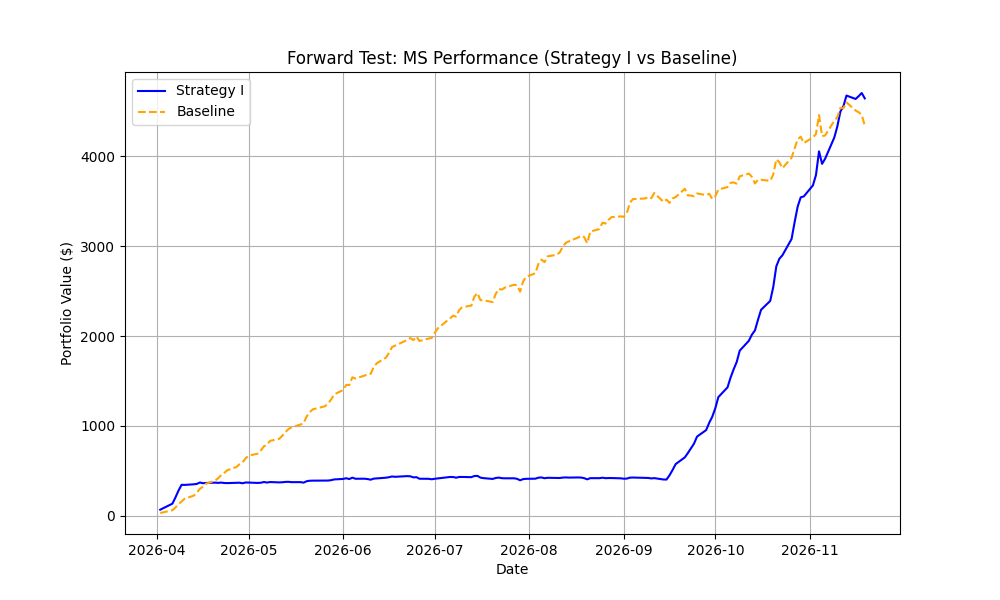 Forward Test: MS Performance (Strategy I vs Baseline)
Strategy I
Baseline
Portfolio Value ($)
4000
3000
2000
1000
0
2026-04
2026-05
2026-06
2026-07
2026-08
2026-09
2026-10
2026-11
Date